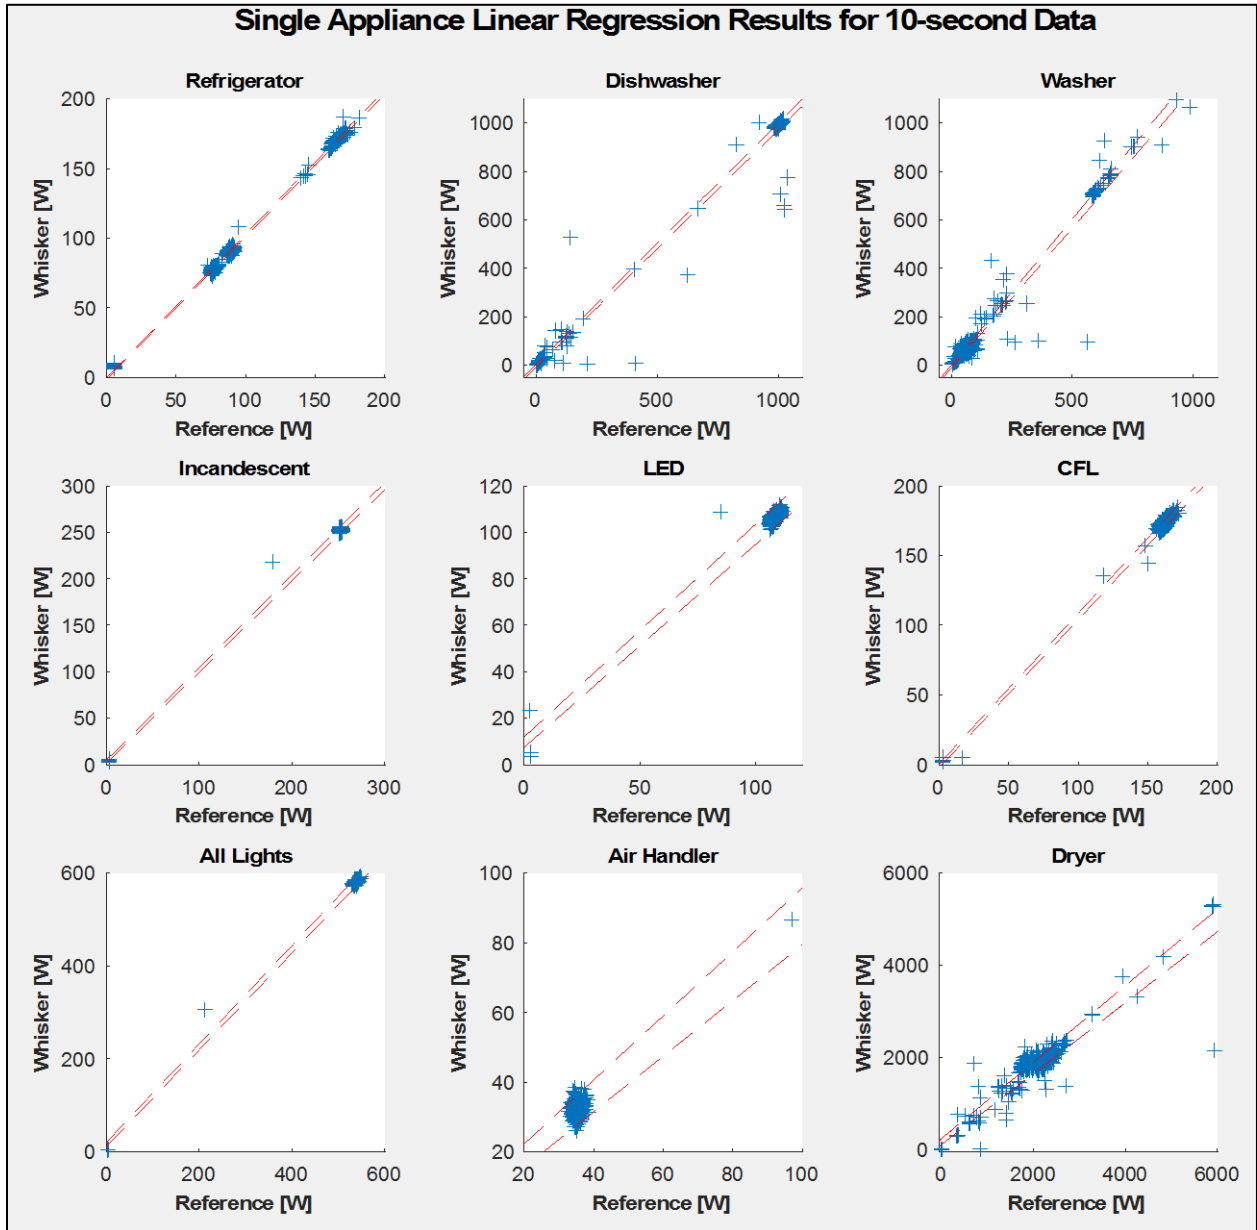 Single Appliance Linear Regression Results for 10-second Data
Refrigerator
200
150
100
50
0
Whisker [W]
0 50 100 150 200
Reference [W]
Dishwasher
1000
800
600
400
200
0
Whisker [W]
0 500 1000
Reference [W]
Washer
1000
800
600
400
200
0
Whisker [W]
0 500 1000
Reference [W]
Incandescent
300
250
200
150
100
50
0
Whisker [W]
0 100 200 300
Reference [W]
LED
120
100
80
60
40
20
0
Whisker [W]
0 50 100
Reference [W]
CFL
200
150
100
50
0
Whisker [W]
0 50 100 150 200
Reference [W]
All Lights
600
400
200
0
Whisker [W]
0 200 400 600
Reference [W]
Air Handler
100
80
60
40
20
Whisker [W]
20 40 60 80 100
Reference [W]
Dryer
6000
4000
2000
0
Whisker [W]
0 2000 4000 6000
Reference [W]